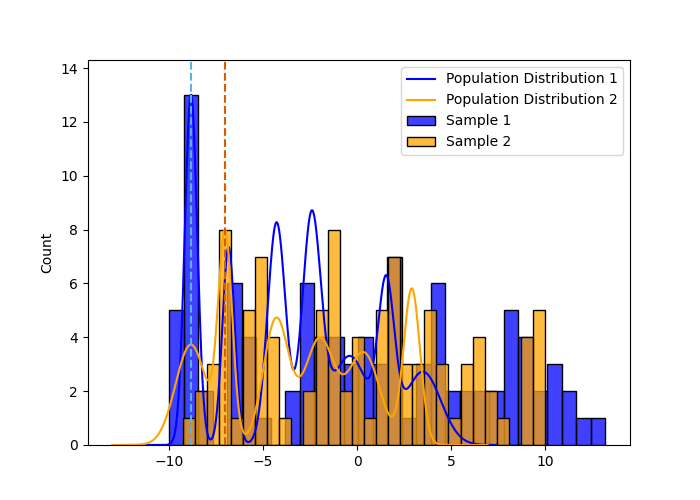 Population Distribution 1
Population Distribution 2
Sample 1
Sample 2
Count
14
12
10
8
6
4
2
0
−10
−5
0
5
10